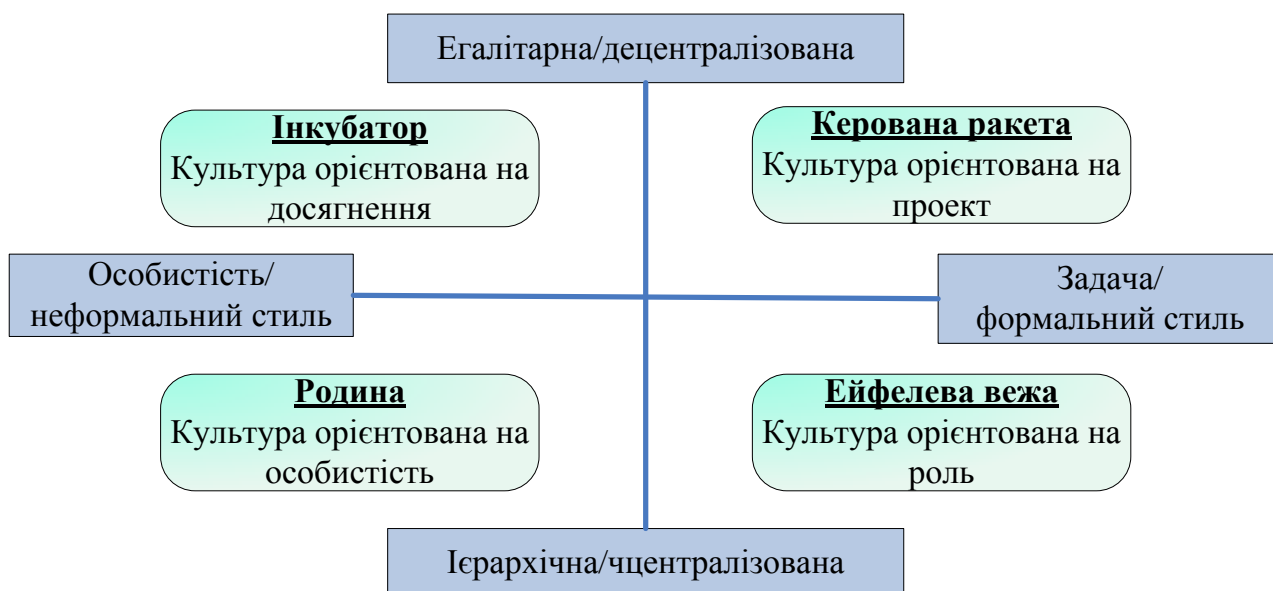 Егалітарна/децентралізована
Інкубатор
Культура орієнтована на
досягнення
Керована ракета
Культура орієнтована на
проект
Особистість/
неформальний стиль
Задача/
формальний стиль
Родина
Культура орієнтована на
особистість
Ейфелева вежа
Культура орієнтована на
роль
Ієрархічна/чцентралізована